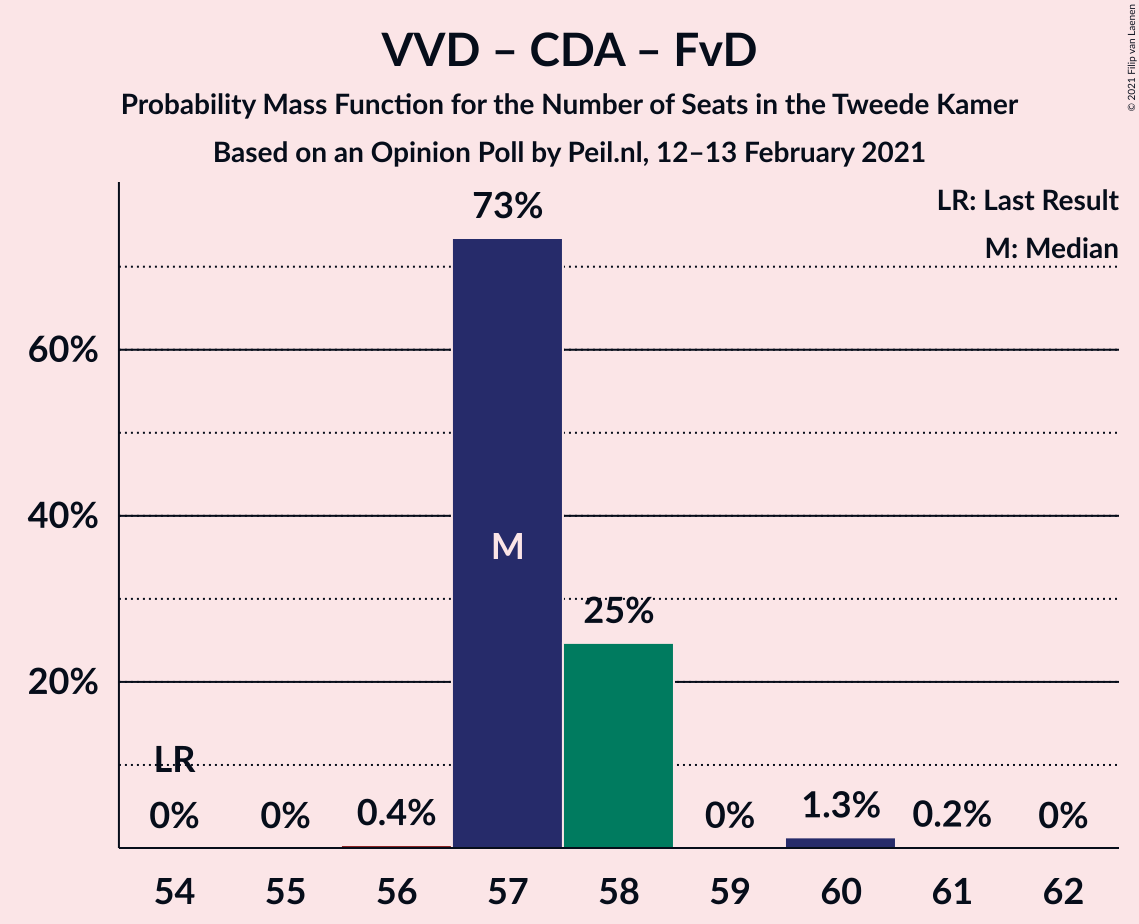 VVD – CDA – FvD
Probability Mass Function for the Number of Seats in the Tweede Kamer
Based on an Opinion Poll by Peil.nl, 12–13 February 2021
© 2021 Filip van Laenen
LR: Last Result
M: Median
73%
60%
40%
M
25%
20%
LR
0% 0% 0.4% 0% 1.3% 0.2% 0%
54 55 56 57 58 59 60 61 62